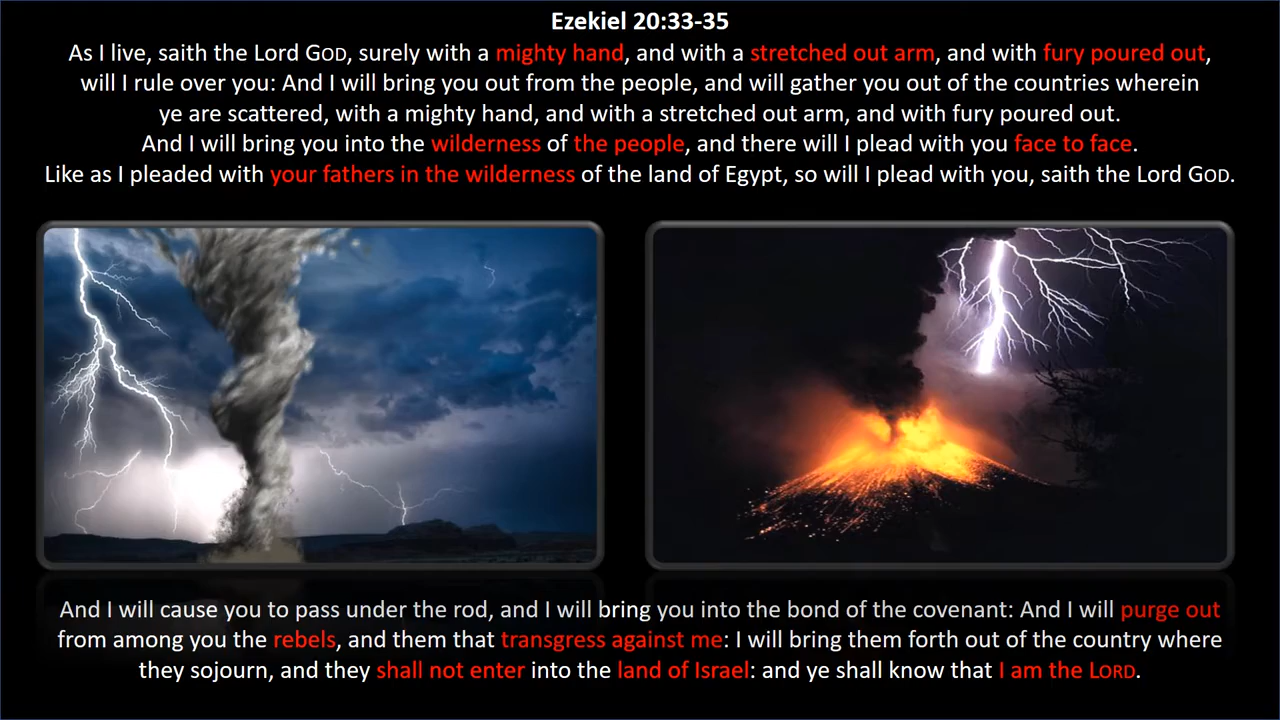 Ezekiel 20:33-35
As I live, saith the Lord GOD, surely with a mighty hand, and with a stretched out arm, and with fury poured out,
will I rule over you: And I will bring you out from the people, and will gather you out of the countries wherein
ye are scattered, with a mighty hand, and with a stretched out arm, and with fury poured out.
And I will bring you into the wilderness of the people, and there will I plead with you face to face.
Like as I pleaded with your fathers in the wilderness of the land of Egypt, so will I plead with you, saith the Lord GOD.
And I will cause you to pass under the rod, and I will bring you into the bond of the covenant: And I will purge out
from among you the rebels, and them that transgress against me: I will bring them forth out of the country where
they sojourn, and they shall not enter into the land of Israel: and ye shall know that I am the LORD.